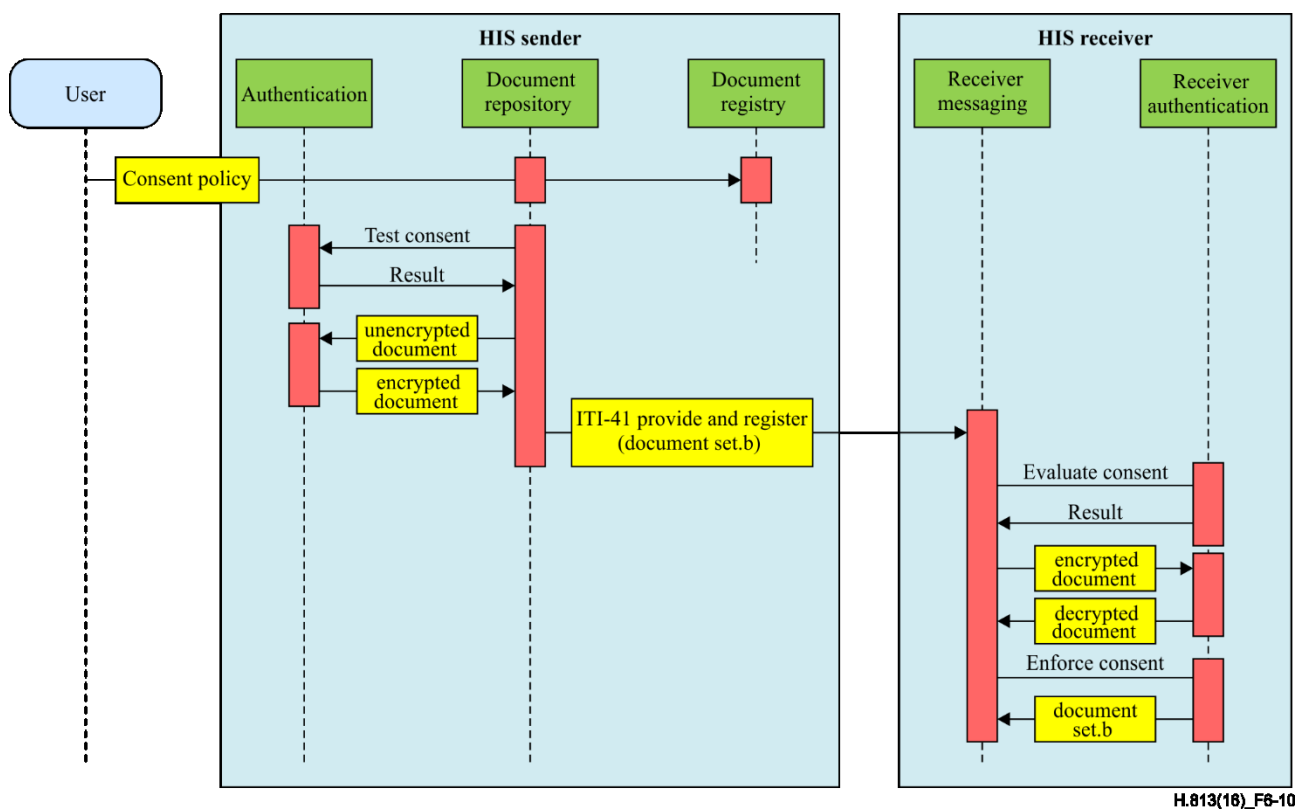 HIS sender
HIS receiver
User
Authentication
Document
repository
Document
registry
Receiver
messaging
Receiver
authentication
Consent policy
Test consent
Result
unencrypted
document
encrypted
document
ITI-41 provide and register
(document set.b)
Evaluate consent
Result
encrypted
document
decrypted
document
Enforce consent
document
set.b
H.813(16)_F6-10